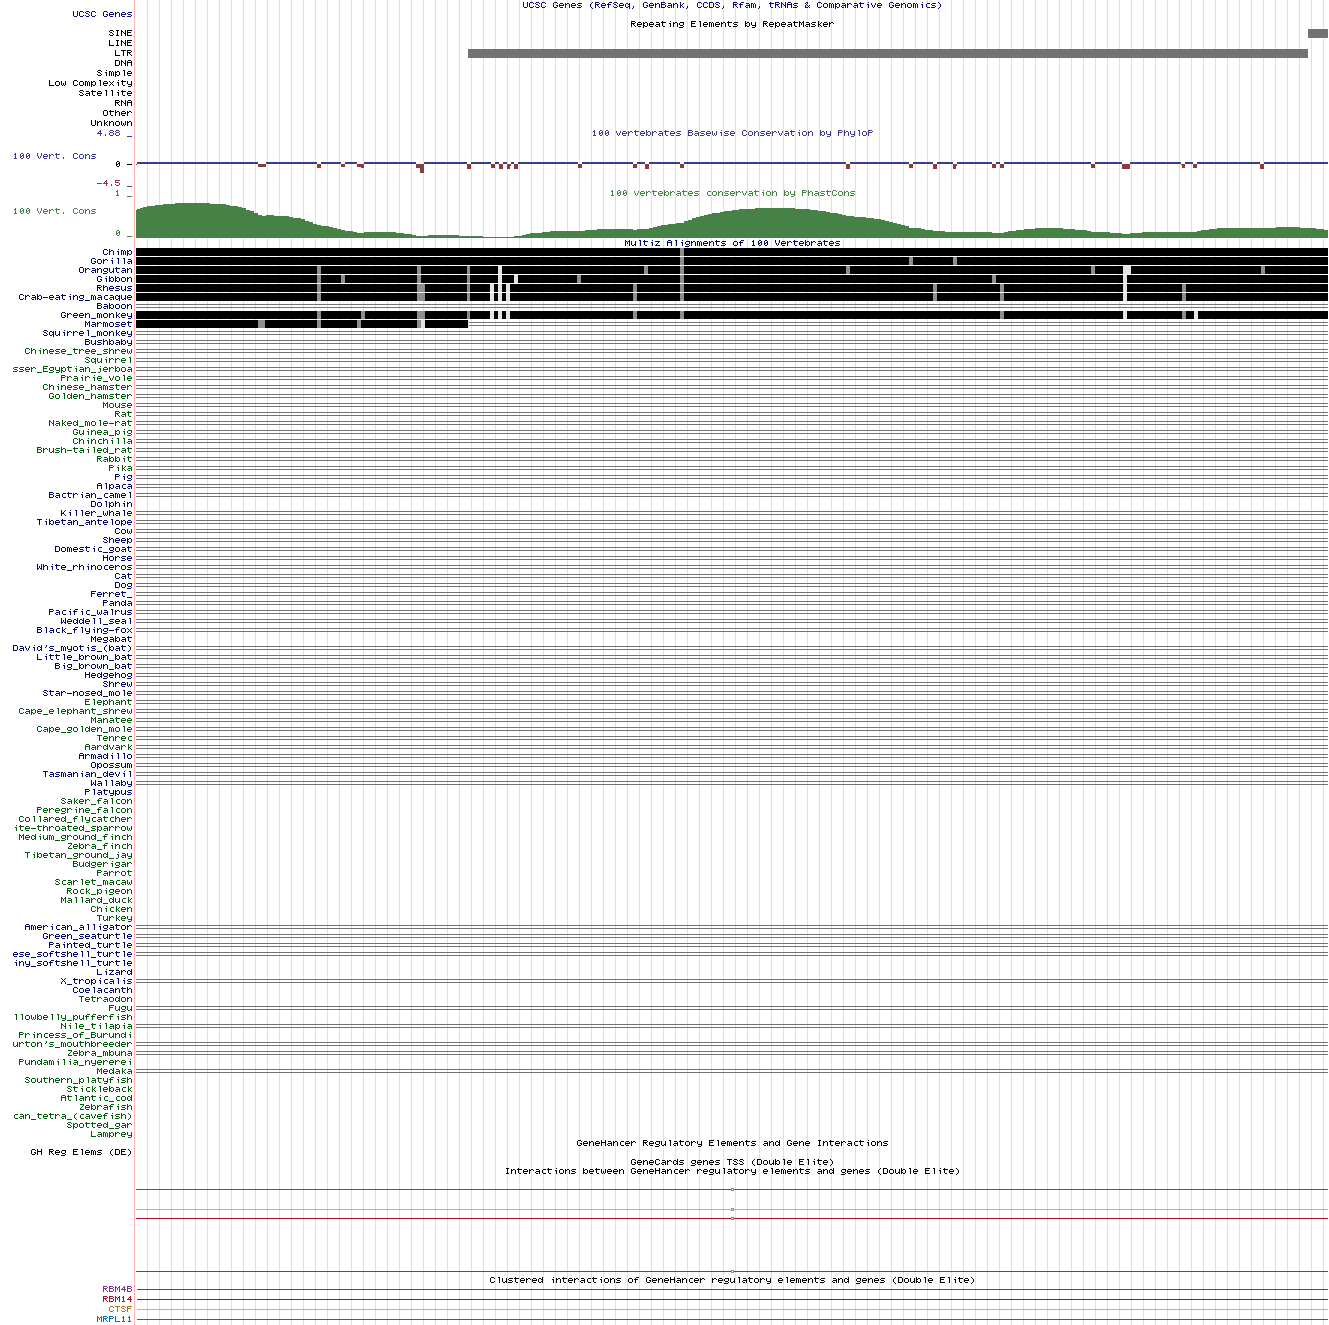 UCSC Genes (RefSeq, GenBank, CCDS, Rfam, tRNAs & Comparative Genomics)
UCSC Genes
Repeating Elements by RepeatMasker
SINE
LINE
LTR
DNA
Simple
Low Complexity
Satellite
RNA
Other
Unknown
4.88 _
100 vertebrates Basewise Conservation by PhyloP
100 Vert. Cons
0 _
-4.5 _
1 _
100 vertebrates conservation by PhastCons
100 Vert. Cons
0 _
Multiz Alignments of 100 Vertebrates
Chimp
Gorilla
Orangutan
Gibbon
Rhesus
Crab-eating_macaque
Baboon
Green_monkey
Marmoset
Squirrel_monkey
Bushbaby
Chinese_tree_shrew
Squirrel
sser_Egyptian_jerboa
Prairie_vole
Chinese_hamster
Golden_hamster
Mouse
Rat
Naked_mole-rat
Guinea_pig
Chinchilla
Brush-tailed_rat
Rabbit
Pika
Pig
Alpaca
Bactrian_camel
Dolphin
Killer_whale
Tibetan_antelope
Cow
Sheep
Domestic_goat
Horse
White_rhinoceros
Cat
Dog
Ferret_
Panda
Pacific_walrus
Weddell_seal
Black_flying-fox
Megabat
David's_myotis_(bat)
Little_brown_bat
Big_brown_bat
Hedgehog
Shrew
Star-nosed_mole
Elephant
Cape_elephant_shrew
Manatee
Cape_golden_mole
Tenrec
Aardvark
Armadillo
Opossum
Tasmanian_devil
Wallaby
Platypus
Saker_falcon
Peregrine_falcon
Collared_flycatcher
ite-throated_sparrow
Medium_ground_finch
Zebra_finch
Tibetan_ground_jay
Budgerigar
Parrot
Scarlet_macaw
Rock_pigeon
Mallard_duck
Chicken
Turkey
American_alligator
Green_seaturtle
Painted_turtle
ese_softshell_turtle
iny_softshell_turtle
Lizard
X_tropicalis
Coelacanth
Tetraodon
Fugu
llowbelly_pufferfish
Nile_tilapia
Princess_of_Burundi
urton's_mouthbreeder
Zebra_mbuna
Pundamilia_nyererei
Medaka
Southern_platyfish
Stickleback
Atlantic_cod
Zebrafish
can_tetra_(cavefish)
Spotted_gar
Lamprey
GeneHancer Regulatory Elements and Gene Interactions
GH Reg Elems (DE)
GeneCards genes TSS (Double Elite)
Interactions between GeneHancer regulatory elements and genes (Double Elite)
Clustered interactions of GeneHancer regulatory elements and genes (Double Elite)
RBM4B
RBM14
CTSF
MRPL11